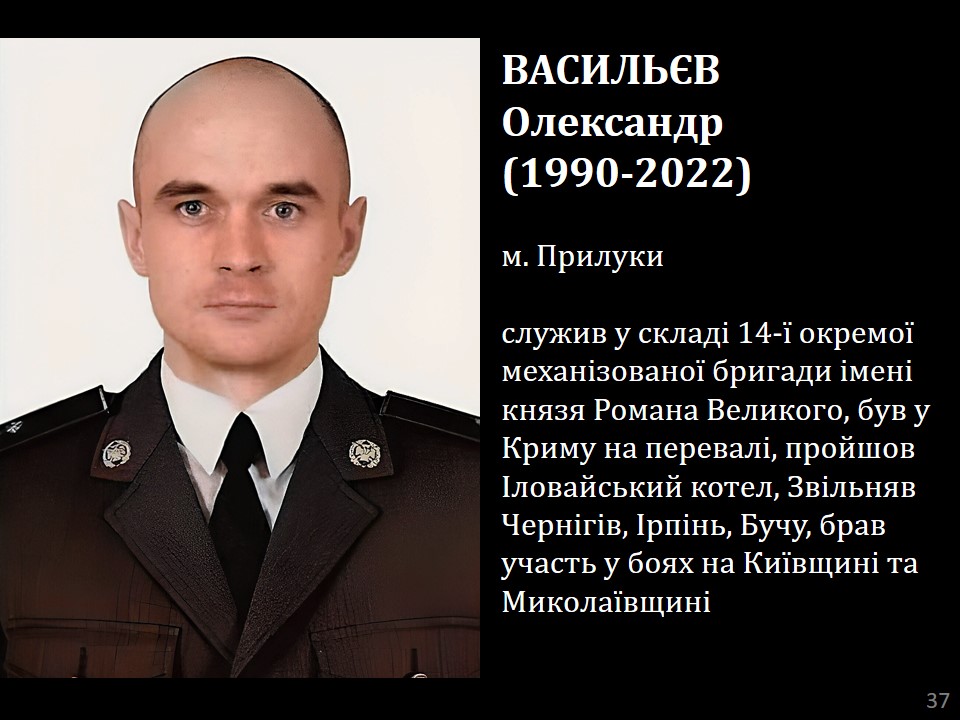 ВАСИЛЬЄВ
Олександр
(1990-2022)
м. Прилуки
служив у складі 14-ї окремої
механізованої бригади імені
князя Романа Великого, був у
Криму на перевалі, пройшов
Іловайський котел, Звільняв
Чернігів, Ірпінь, Бучу, брав
участь у боях на Київщині та
Миколаївщині
37